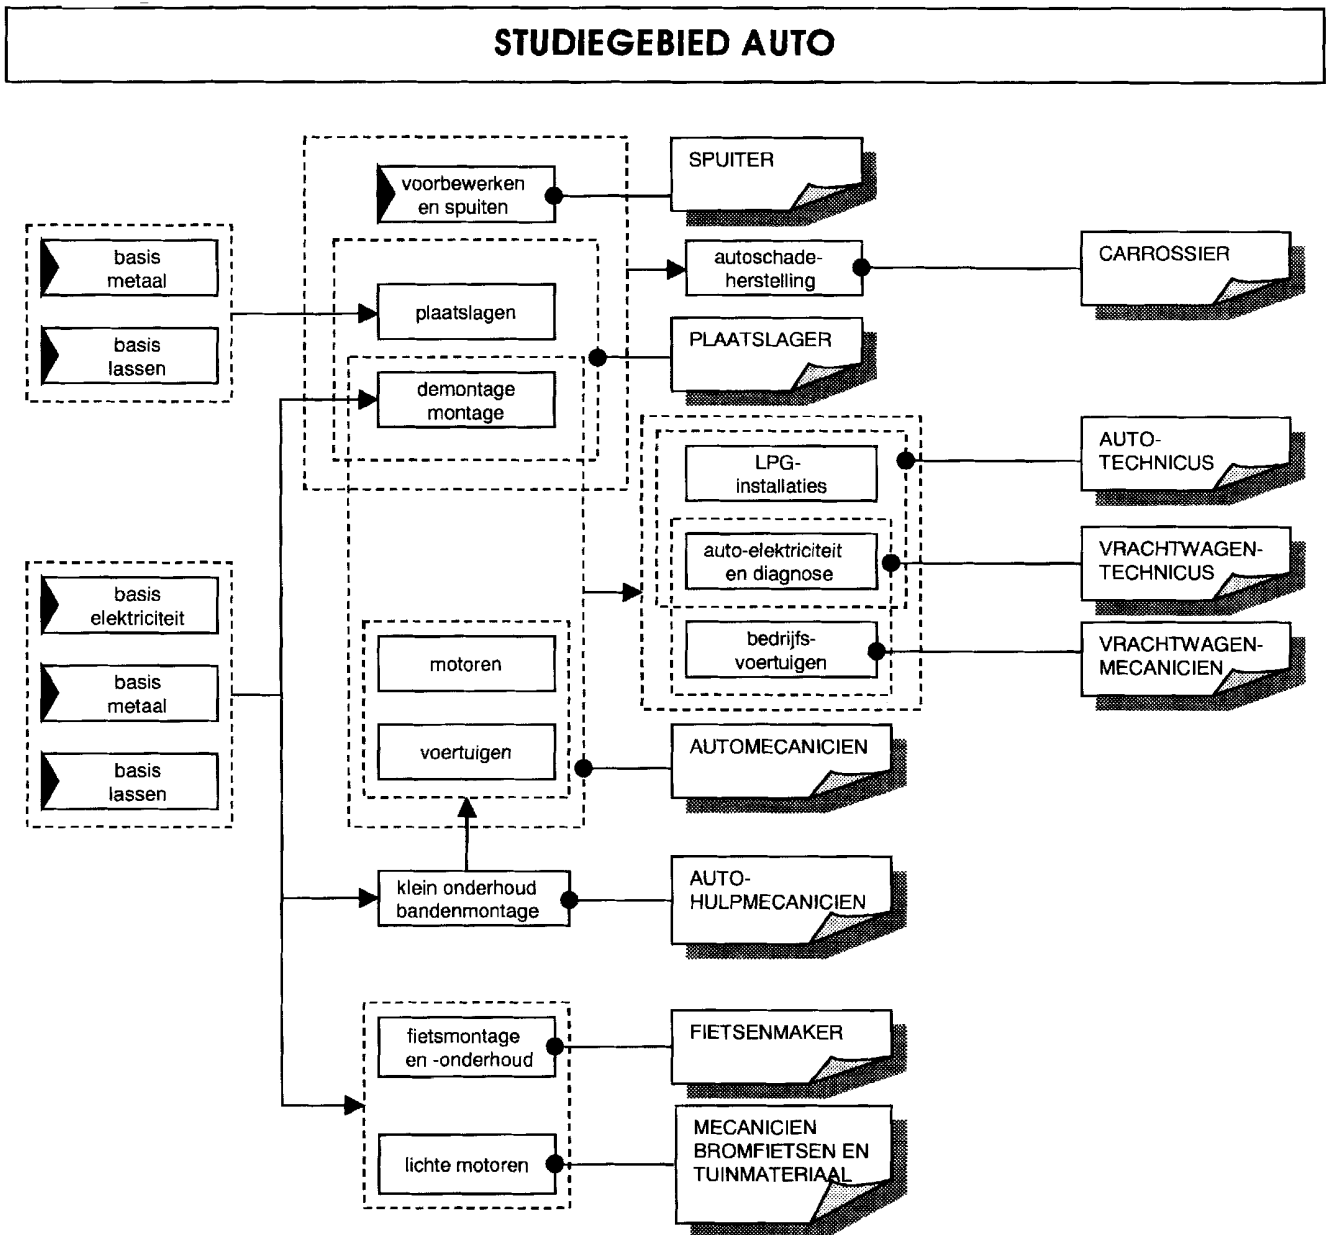 STUDIEGEBIED AUTO
voorbewerken
en spuiten
SPUITER
basis
metaal
basis
lassen
plaatslagen
demontage
montage
autoschade-
herstelling
CARROSSIER
PLAATSLAGER
LPG-
installaties
AUTO-
TECHNICUS
auto-elektriciteit
en diagnose
VRACHTWAGEN-
TECHNICUS
bedrijfs-
voertuigen
VRACHTWAGEN-
MECANICIEN
basis
elektriciteit
basis
metaal
basis
lassen
motoren
voertuigen
AUTOMECANICIEN
klein onderhoud
bandenmontage
AUTO-
HULPMECANICIEN
fietsmontage
en -onderhoud
FIETSENMAKER
lichte motoren
MECANICIEN
BROMFIETSEN EN
TUINMATERIAAL